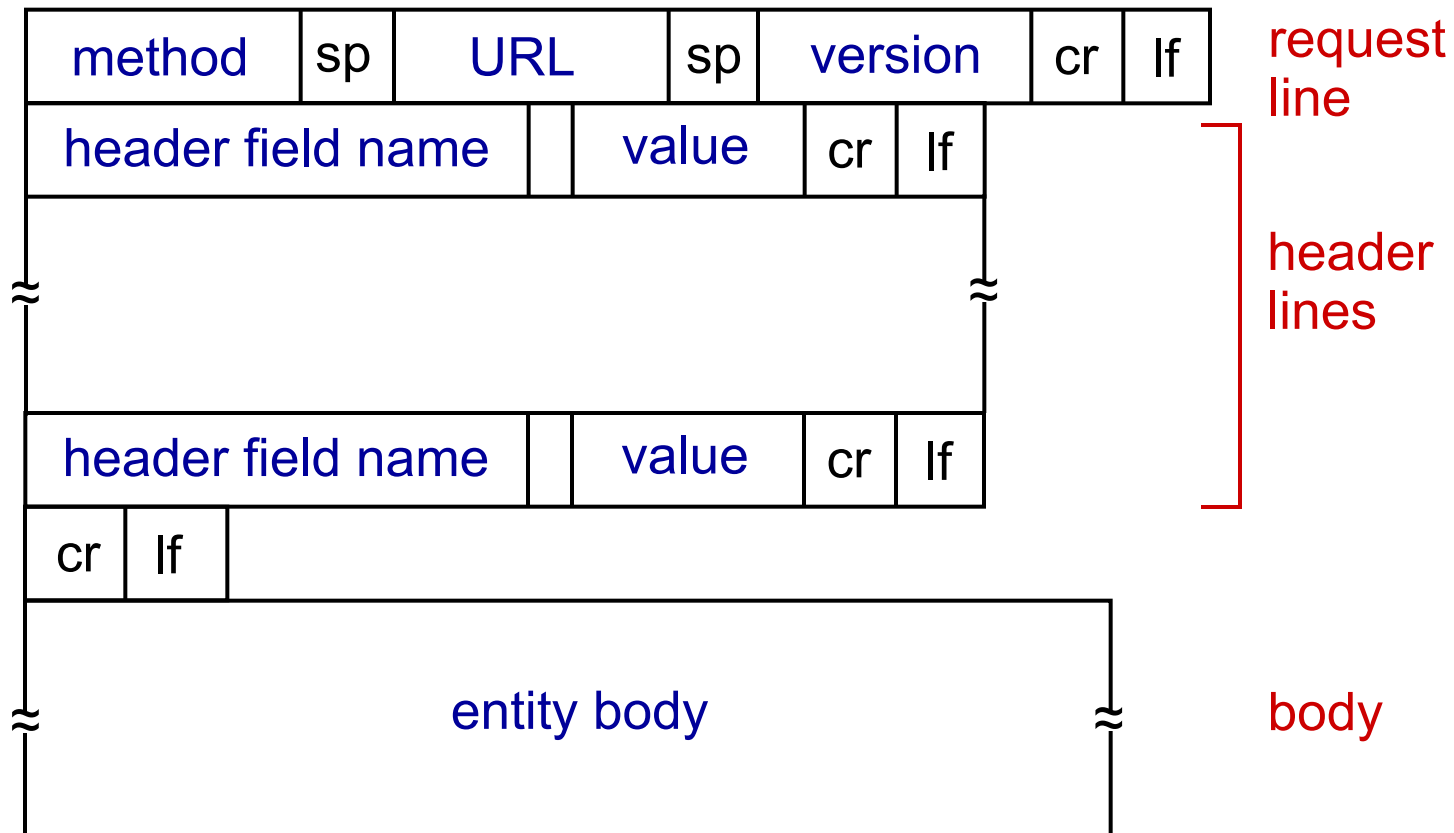 method sp URL sp version cr lf request
line
header field name value cr lf
header
lines
≈ ≈
header field name value cr lf
cr lf
≈ entity body ≈ body